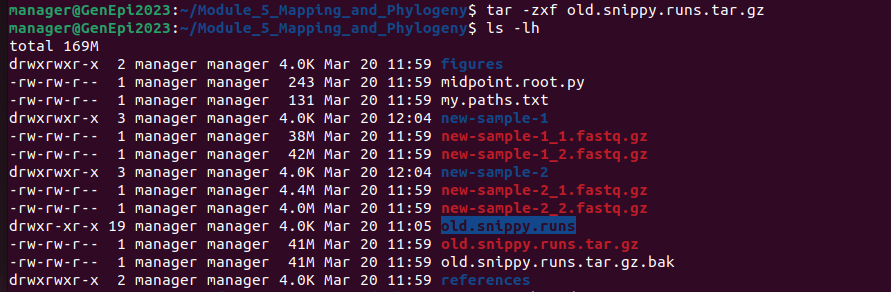 manager@GenEpi2023:~/Module_5_Mapping_and_Phylogeny$ tar -zxf old.snippy.runs.tar.gz
manager@GenEpi2023:~/Module_5_Mapping_and_Phylogeny$ ls -lh
total 169M
drwxrwxr-x  2 manager manager 4.0K Mar 20 11:59 figures
-rw-rw-r--  1 manager manager  243 Mar 20 11:59 midpoint.root.py
-rw-rw-r--  1 manager manager  131 Mar 20 11:59 my.paths.txt
drwxrwxr-x  3 manager manager 4.0K Mar 20 12:04 new-sample-1
-rw-rw-r--  1 manager manager  38M Mar 20 11:59 new-sample-1_1.fastq.gz
-rw-rw-r--  1 manager manager  42M Mar 20 11:59 new-sample-1_2.fastq.gz
drwxrwxr-x  3 manager manager 4.0K Mar 20 12:04 new-sample-2
-rw-rw-r--  1 manager manager 4.4M Mar 20 11:59 new-sample-2_1.fastq.gz
-rw-rw-r--  1 manager manager 4.0M Mar 20 11:59 new-sample-2_2.fastq.gz
drwxr-xr-x 19 manager manager 4.0K Mar 20 11:05 old.snippy.runs
-rw-rw-r--  1 manager manager  41M Mar 20 11:59 old.snippy.runs.tar.gz
-rw-rw-r--  1 manager manager  41M Mar 20 11:59 old.snippy.runs.tar.gz.bak
drwxrwxr-x  2 manager manager 4.0K Mar 20 11:59 references